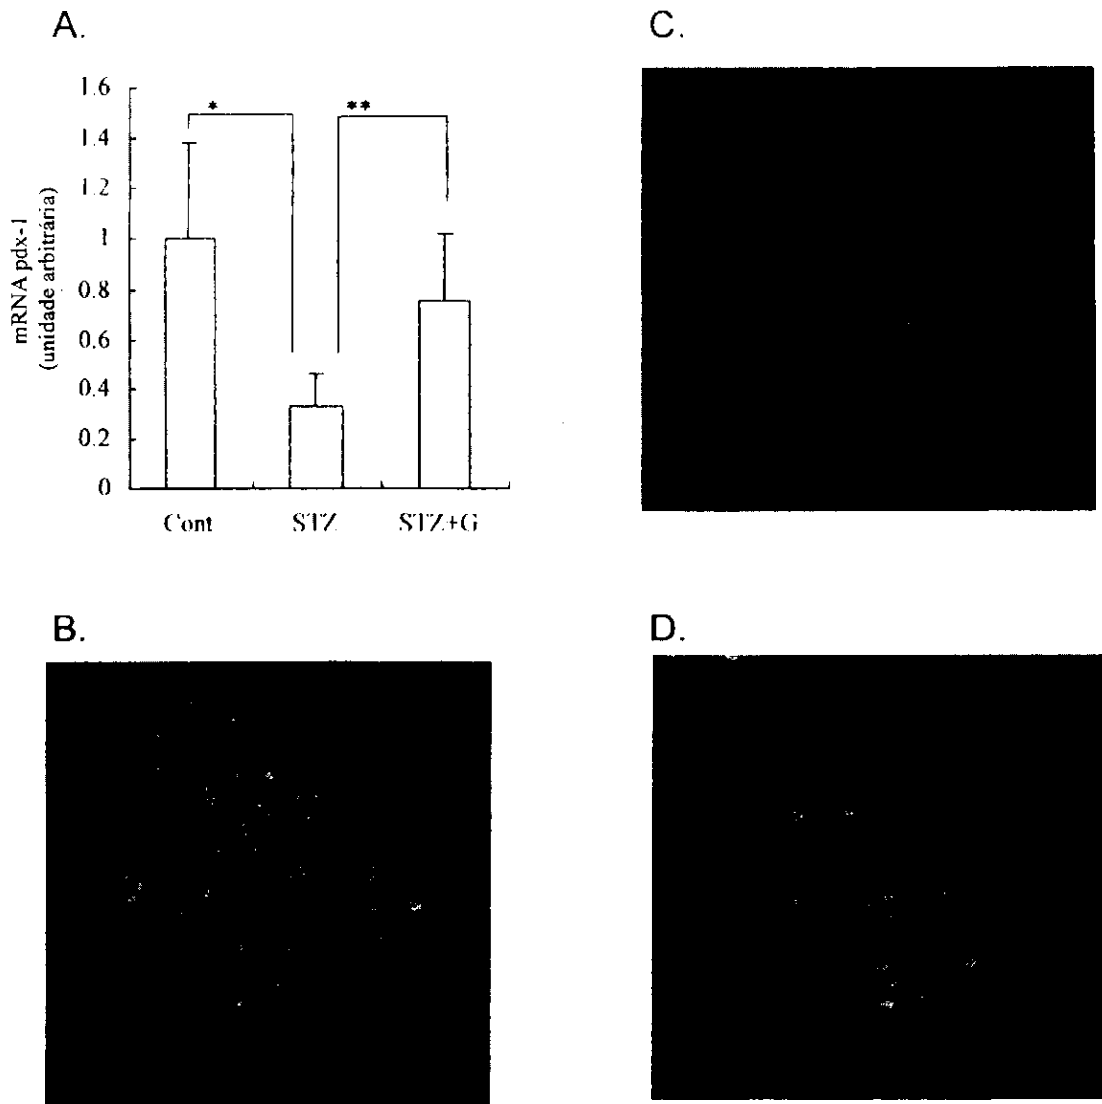 A.
C.
1.6
*
**
1.4
1.2
1
0.8
0.6
0.4
0.2
0
mRNA pdx-1
(unidade arbitrária)
Cont
STZ
STZ+G
B.
D.